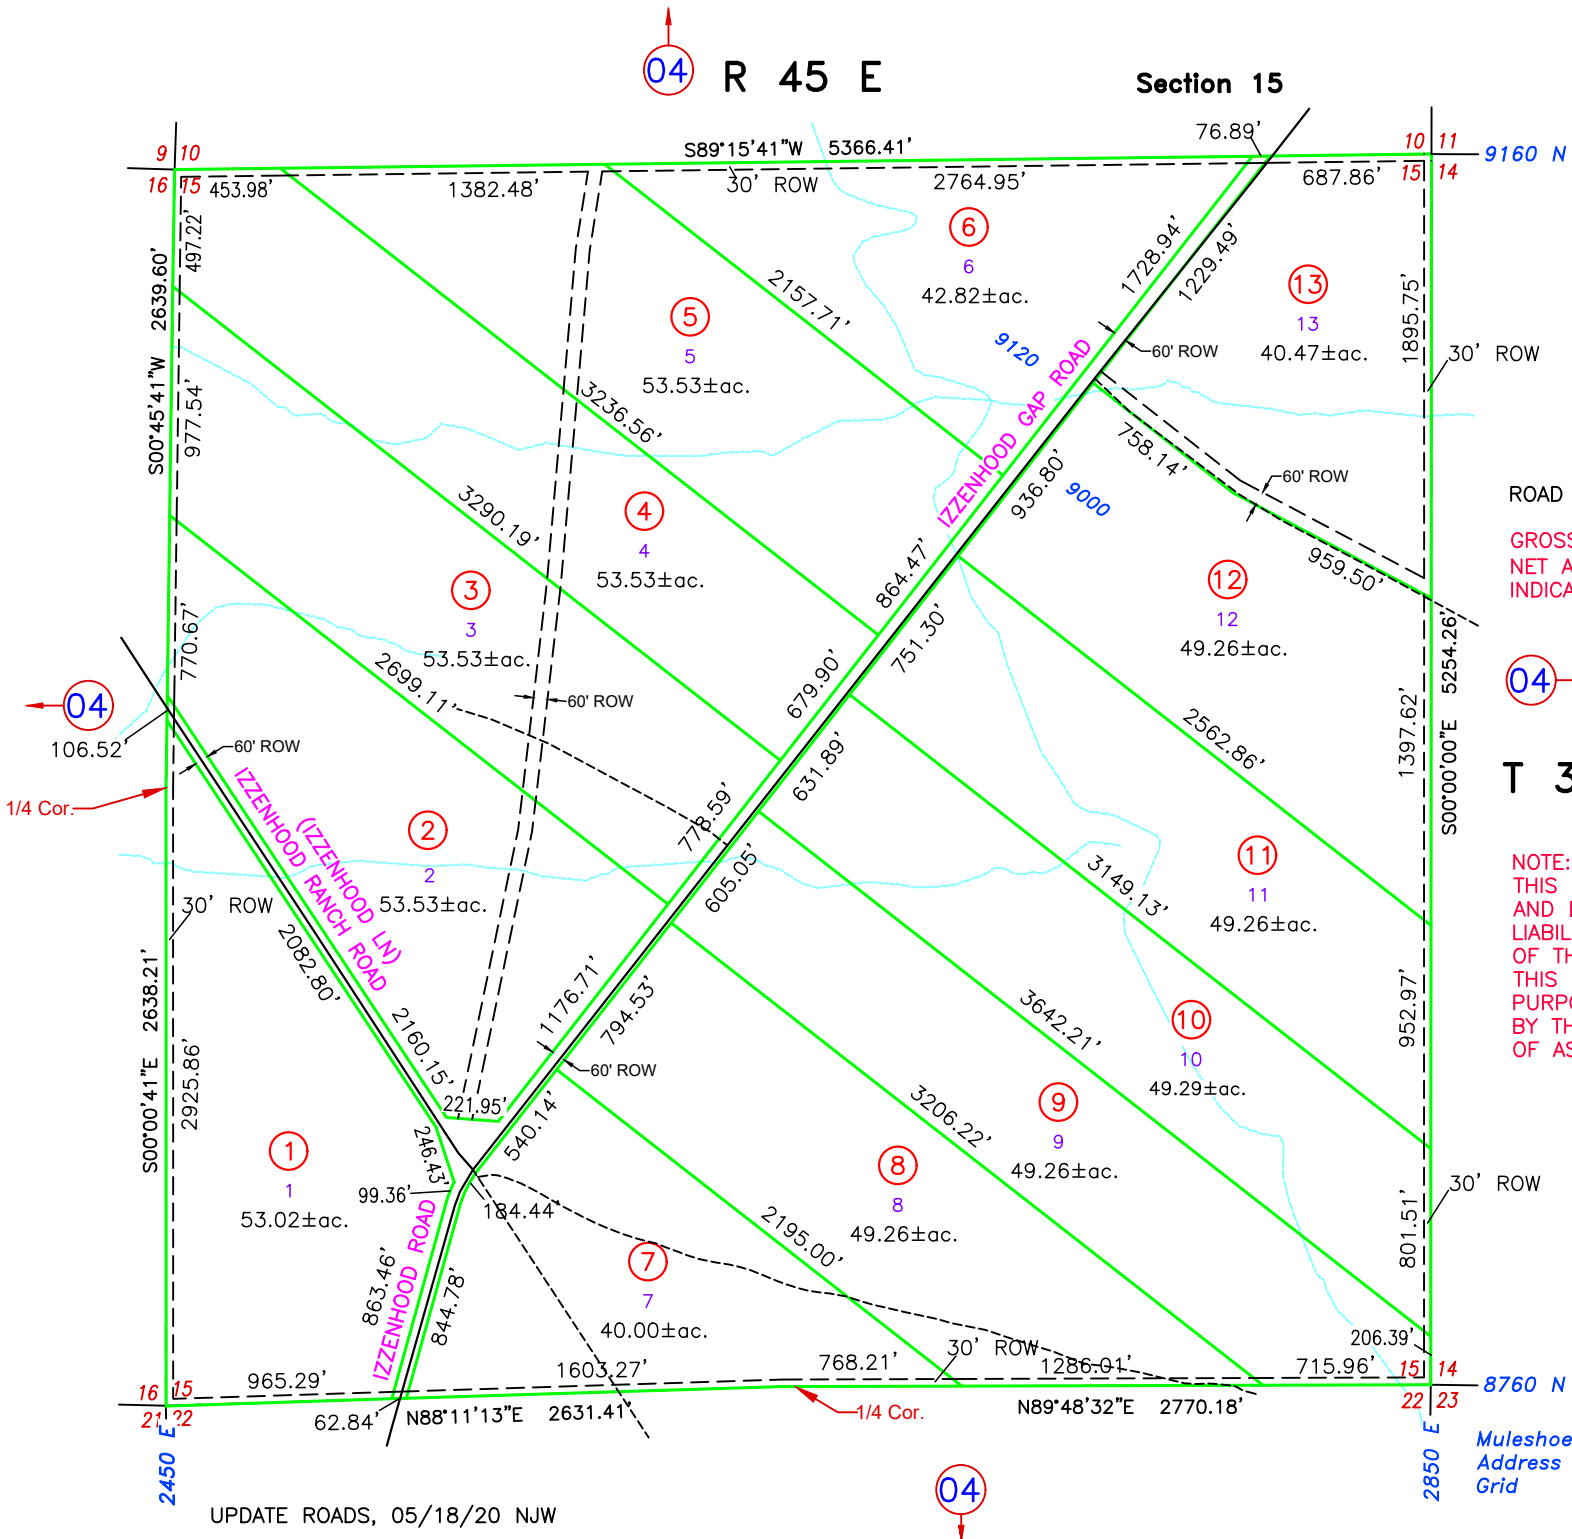 04
R 45 E
Section 15
76.89'
S89°15'41"W 5366.41'
9 10
16 15
10 11
15 14
9160 N
453.98'
1382.48'
30' ROW
2764.95'
687.86'
497.22'
2639.60'
S00°45'41"W
977.54'
770.67'
6
6
42.82±ac.
1728.94'
1229.49'
13
13
40.47±ac.
1895.75'
30' ROW
5
5
53.53±ac.
2157.71'
9120
60' ROW
IZZENHOOD GAP ROAD
3236.56'
758.14'
60' ROW
936.80'
9000
959.50'
ROAD
GROSS
NET A
INDICA
3290.19'
4
4
53.53±ac.
864.47'
751.30'
12
12
49.26±ac.
S00°00'00"E 5254.26'
04
3
3
53.53±ac.
2699.11'
60' ROW
679.90'
631.89'
2562.86'
1397.62'
04
106.52'
60' ROW
1/4 Cor.
IZZENHOOD RANCH ROAD
(IZZENHOOD LN)
T 3
2
2
53.53±ac.
778.59'
605.05'
3149.13'
11
11
49.26±ac.
NOTE:
THIS
AND
LIABIL
OF TH
THIS
PURPO
BY TH
OF AS
30' ROW
2082.80'
2160.15'
S00°00'41"E 2638.21'
2925.86'
1176.71'
794.53'
60' ROW
3642.21'
952.97'
10
10
49.29±ac.
221.95'
246.43'
540.14'
3206.22'
9
9
49.26±ac.
1
1
53.02±ac.
99.36'
184.44'
8
8
49.26±ac.
30' ROW
801.51'
2195.00'
863.46'
IZZENHOOD ROAD
844.78'
7
7
40.00±ac.
206.39'
965.29'
1603.27'
768.21'
30' ROW
1286.01'
715.96'
16 15
21 22
15 14
22 23
8760 N
62.84'
N88°11'13"E 2631.41'
1/4 Cor.
N89°48'32"E 2770.18'
2450 E
2850 E
Muleshoe
Address
Grid
04
UPDATE ROADS, 05/18/20 NJW